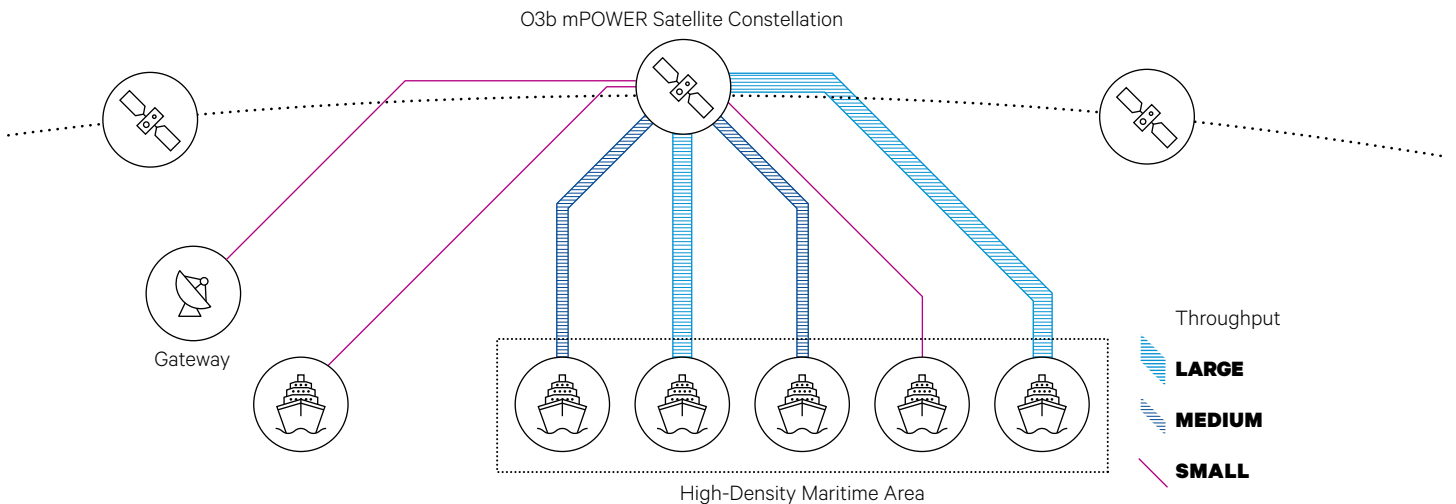 O3b mPOWER Satellite Constellation
Gateway
Throughput
LARGE
MEDIUM
SMALL
High-Density Maritime Area